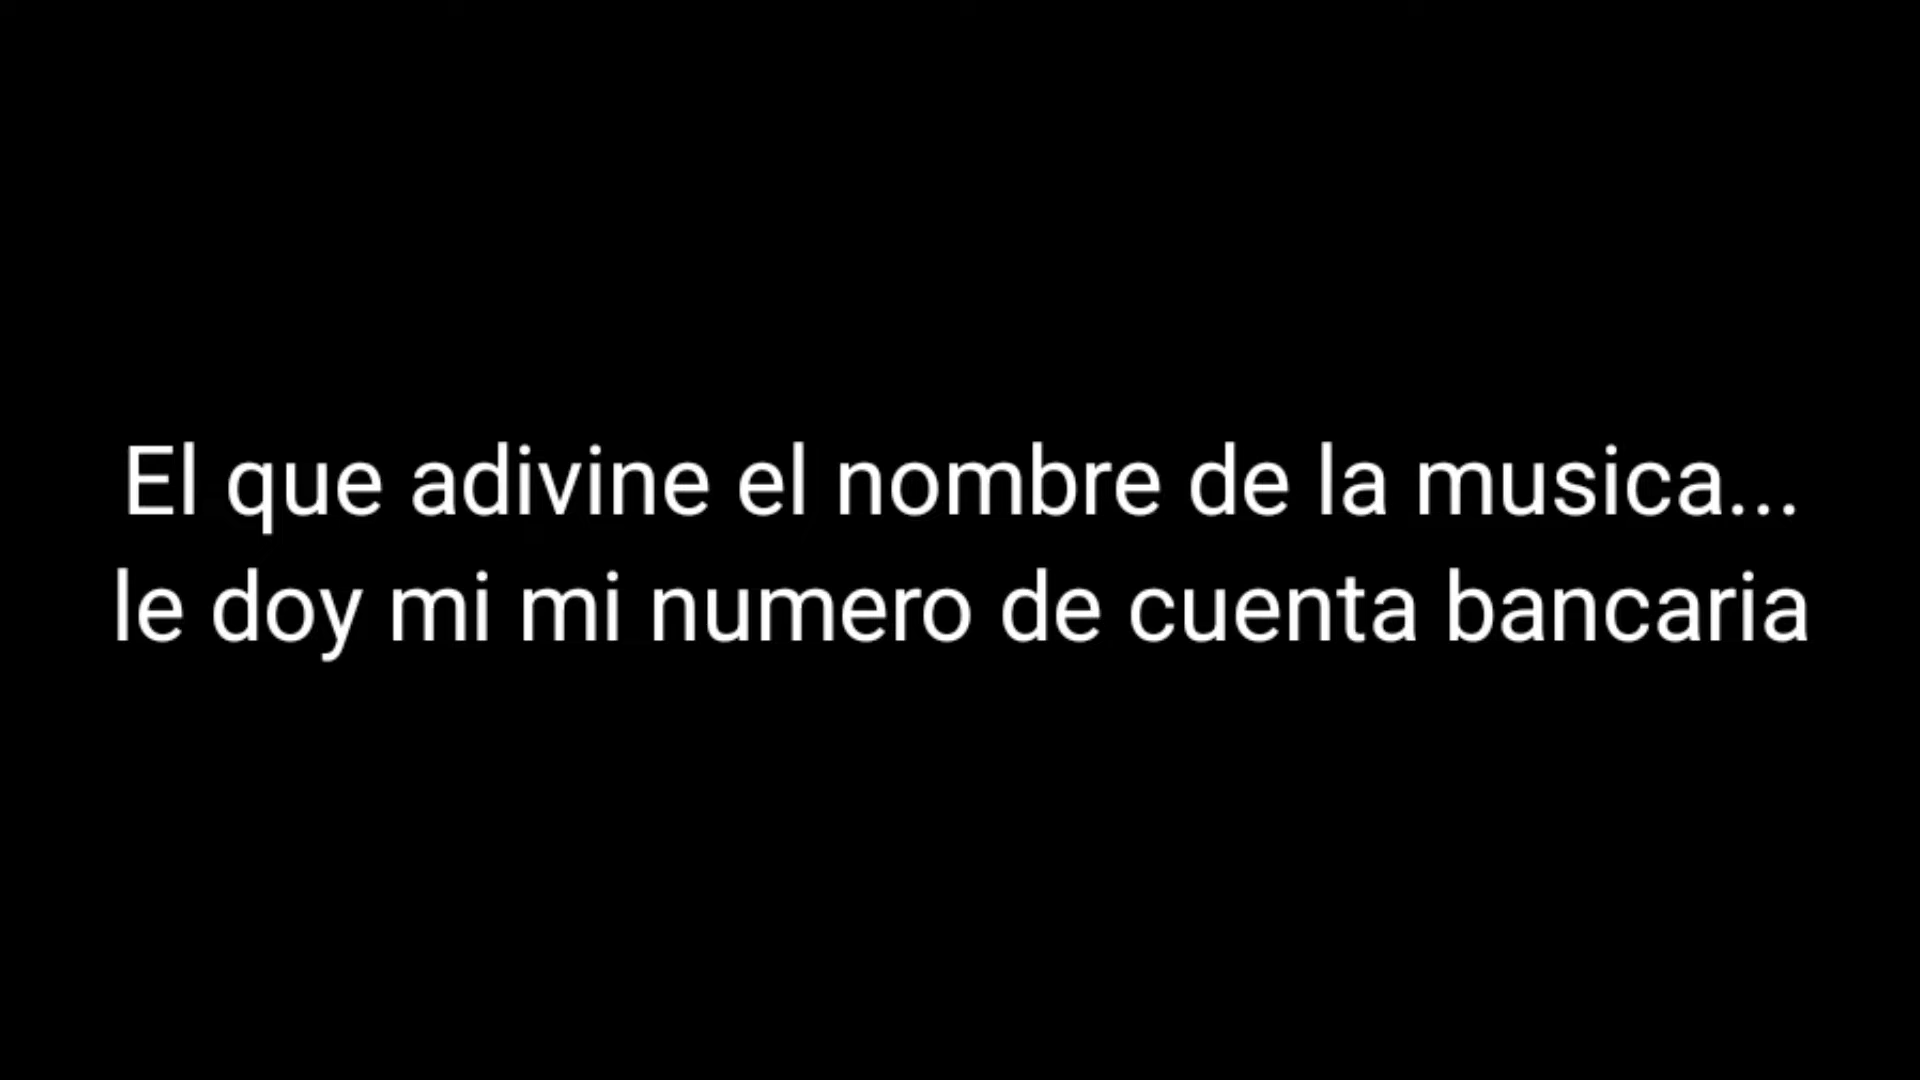 El que adivine el nombre de la musica...
le doy mi mi numero de cuenta bancaria